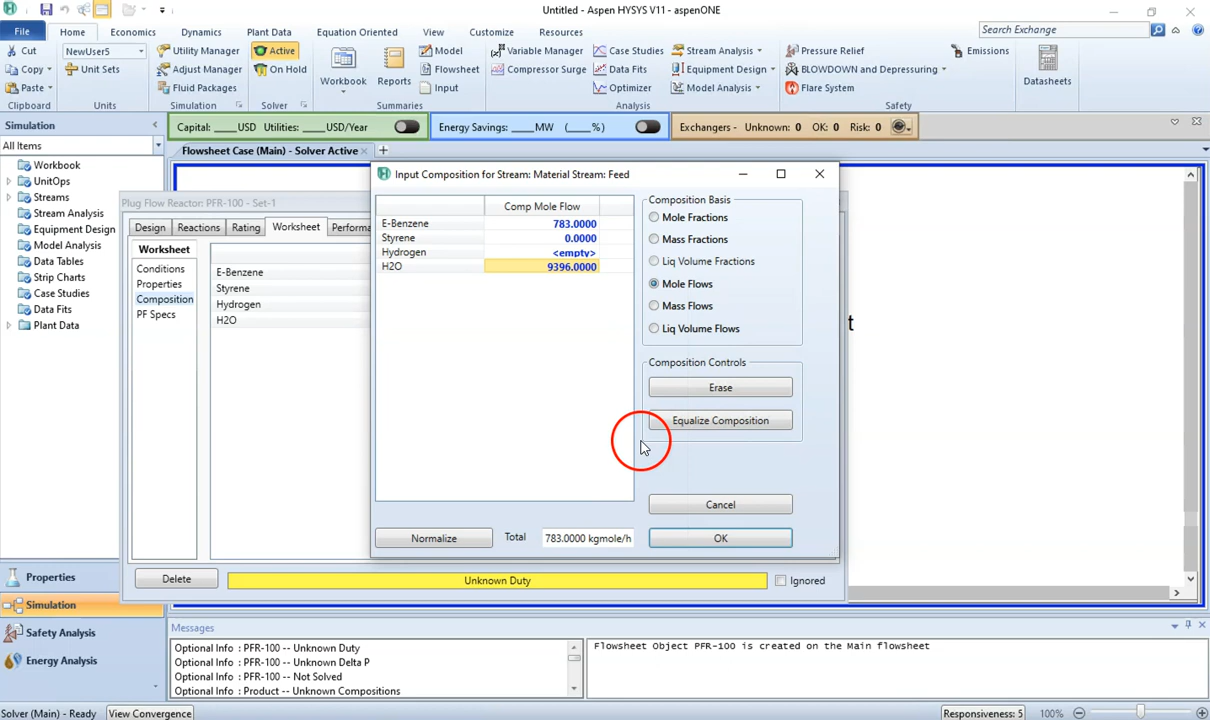 Untitled - Aspen HYSYS V11 - aspenONE
File Home Economics Dynamics Plant Data Equation Oriented View Customize Resources Search Exchange
Cut NewUser5 Utility Manager Active Model Variable Manager Case Studies Stream Analysis Pressure Relief Emissions
Copy Unit Sets Adjust Manager On Hold Workbook Reports Flowsheet Compressor Surge Data Fits Equipment Design BLOWDOWN and Depressuring Datasheets
Paste Fluid Packages Input Optimizer Model Analysis Flare System
Clipboard Units Simulation Solver Summaries Analysis Safety
Simulation Capital: ____USD Utilities: ____USD/Year Energy Savings: ____MW (____%) Exchangers - Unknown: 0 OK: 0 Risk: 0
All Items Flowsheet Case (Main) - Solver Active
Workbook
UnitOps
Streams
Stream Analysis
Equipment Design
Model Analysis
Data Tables
Strip Charts
Case Studies
Data Fits
Plant Data
Properties
Simulation
Safety Analysis
Energy Analysis
Plug Flow Reactor: PFR-100 - Set-1
Design Reactions Rating Worksheet Performa
Worksheet
Conditions
Properties
Composition
PF Specs
E-Benzene
Styrene
Hydrogen
H2O
Delete Unknown Duty Ignored
Input Composition for Stream: Material Stream: Feed
Comp Mole Flow
E-Benzene 783.0000
Styrene 0.0000
Hydrogen <empty>
H2O 9396.0000
Composition Basis
Mole Fractions
Mass Fractions
Liq Volume Fractions
Mole Flows
Mass Flows
Liq Volume Flows
Composition Controls
Erase
Equalize Composition
Cancel
Normalize Total 783.0000 kgmole/h OK
t
Messages
Optional Info : PFR-100 -- Unknown Duty
Optional Info : PFR-100 -- Unknown Delta P
Optional Info : PFR-100 -- Not Solved
Optional Info : Product -- Unknown Compositions
Flowsheet Object PFR-100 is created on the Main flowsheet
Solver (Main) - Ready View Convergence Responsiveness: 5 100%